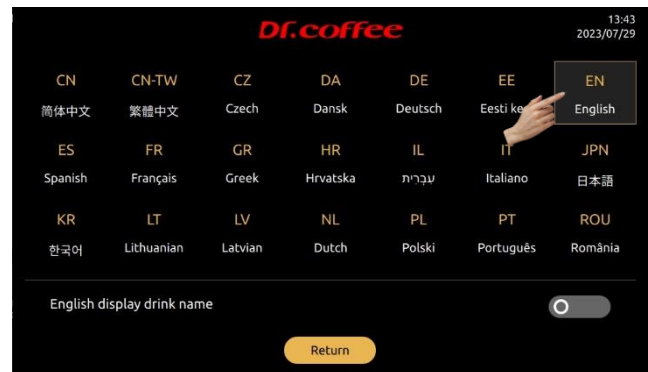 Dr.coffee
13:43
2023/07/29
CN CN-TW CZ DA DE EE EN
简体中文 繁體中文 Czech Dansk Deutsch Eesti English
ES FR GR HR IL IT JPN
Spanish Français Greek Hrvatska עִבְרִית Italiano 日本語
KR LT LV NL PL PT ROU
한국어 Lithuanian Latvian Dutch Polski Português România
English display drink name
Return